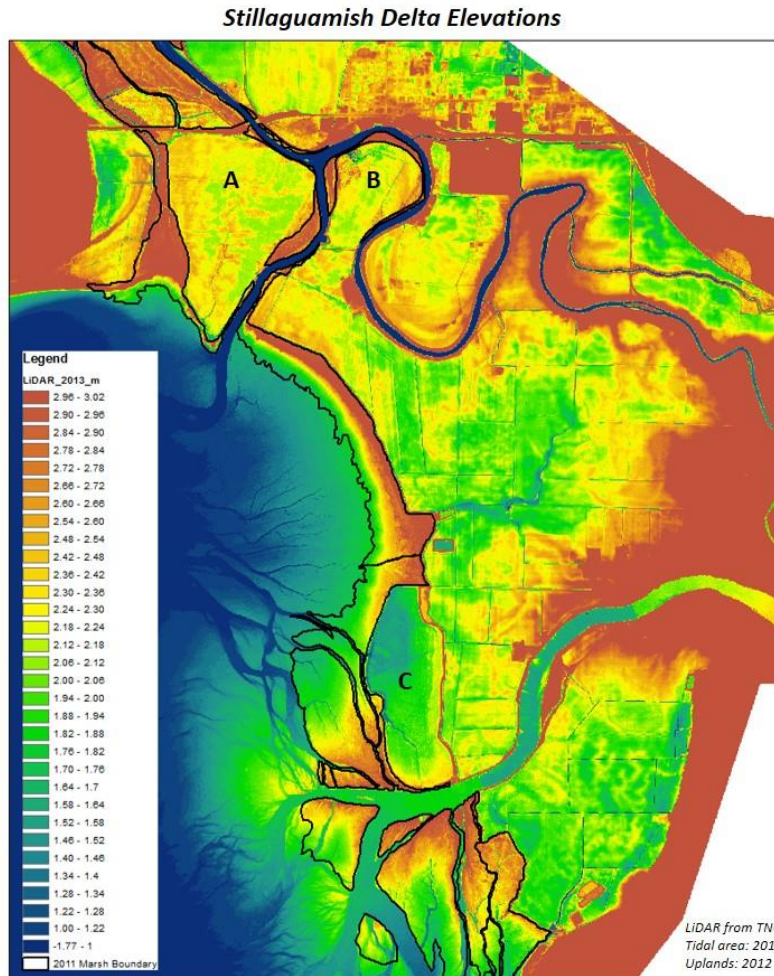 Stillaguamish Delta Elevations
A
B
C
Legend
LiDAR_2013_m
2.96 - 3.02
2.90 - 2.96
2.84 - 2.90
2.78 - 2.84
2.72 - 2.78
2.66 - 2.72
2.60 - 2.66
2.54 - 2.60
2.48 - 2.54
2.42 - 2.48
2.36 - 2.42
2.30 - 2.36
2.24 - 2.30
2.18 - 2.24
2.12 - 2.18
2.06 - 2.12
2.00 - 2.06
1.94 - 2.00
1.88 - 1.94
1.82 - 1.88
1.76 - 1.82
1.70 - 1.76
1.64 - 1.7
1.58 - 1.64
1.52 - 1.58
1.46 - 1.52
1.40 - 1.46
1.34 - 1.4
1.28 - 1.34
1.22 - 1.28
1.00 - 1.22
-1.77 - 1
2011 Marsh Boundary
LiDAR from TN
Tidal area: 201
Uplands: 2012